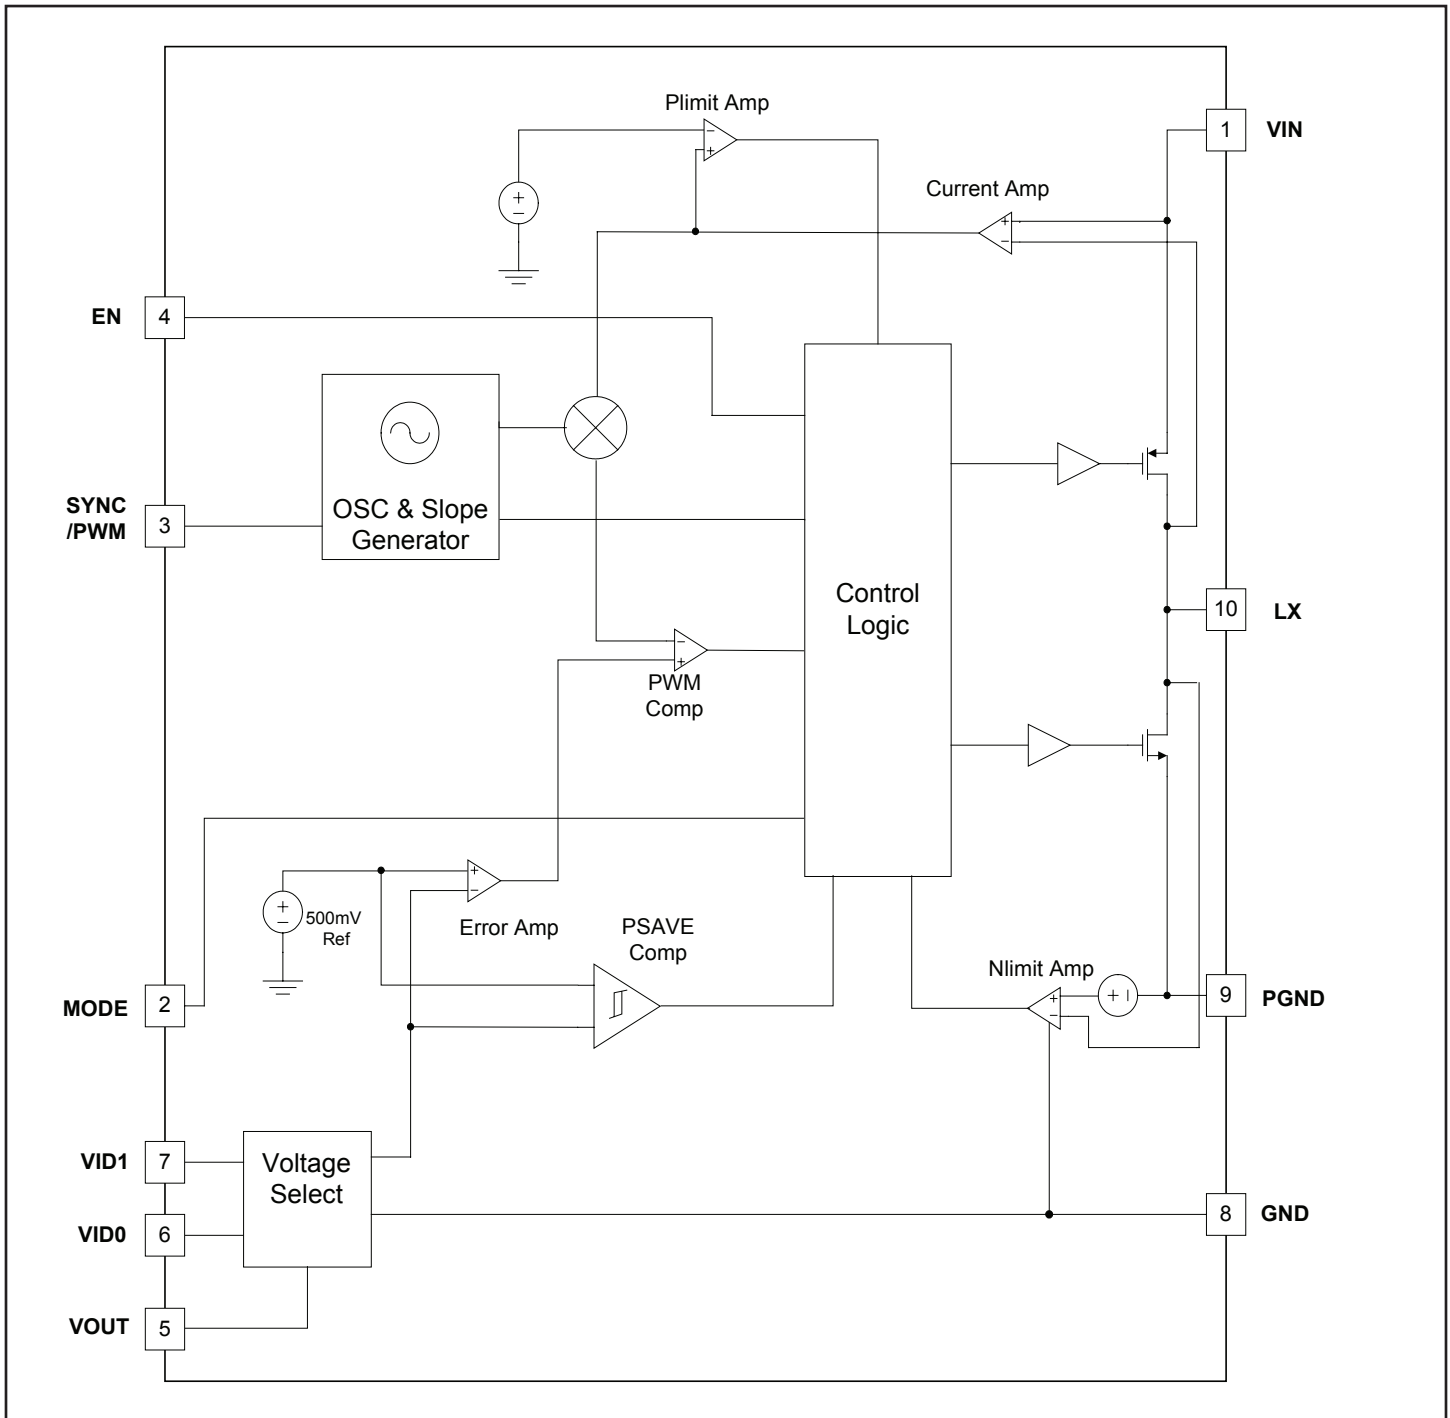 Plimit Amp
1
VIN
Current Amp
EN
4
SYNC
/PWM
3
OSC & Slope
Generator
Control
Logic
10
LX
PWM
Comp
500mV
Ref
Error Amp
PSAVE
Comp
Nlimit Amp
MODE
2
9
PGND
VID1
7
Voltage
Select
VID0
6
8
GND
VOUT
5